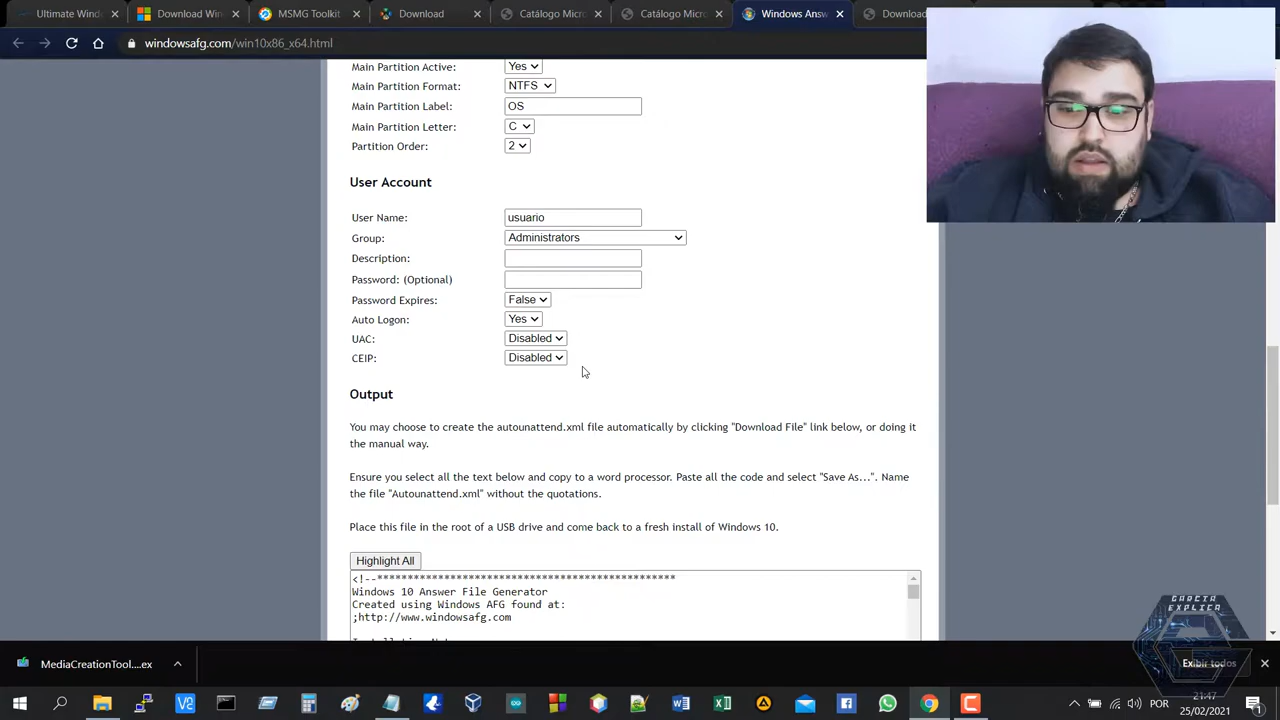 Ultimate Windo
Download Win
MSMG Toolkit
Download
Catálogo Micro
Catálogo Micro
Windows Answ
Download
windowsafg.com/win10x86_x64.html
Main Partition Active: Yes
Main Partition Format: NTFS
Main Partition Label: OS
Main Partition Letter: C
Partition Order: 2
User Account
User Name: usuario
Group: Administrators
Description:
Password: (Optional)
Password Expires: False
Auto Logon: Yes
UAC: Disabled
CEIP: Disabled
Output
You may choose to create the autounattend.xml file automatically by clicking "Download File" link below, or doing it
the manual way.
Ensure you select all the text below and copy to a word processor. Paste all the code and select "Save As...". Name
the file "Autounattend.xml" without the quotations.
Place this file in the root of a USB drive and come back to a fresh install of Windows 10.
Highlight All
<!--*************************************************
Windows 10 Answer File Generator
Created using Windows AFG found at:
;http://www.windowsafg.com
GARCIA
EXPLICA
MediaCreationTool....ex
Exibir todos
POR
21:47
25/02/2021